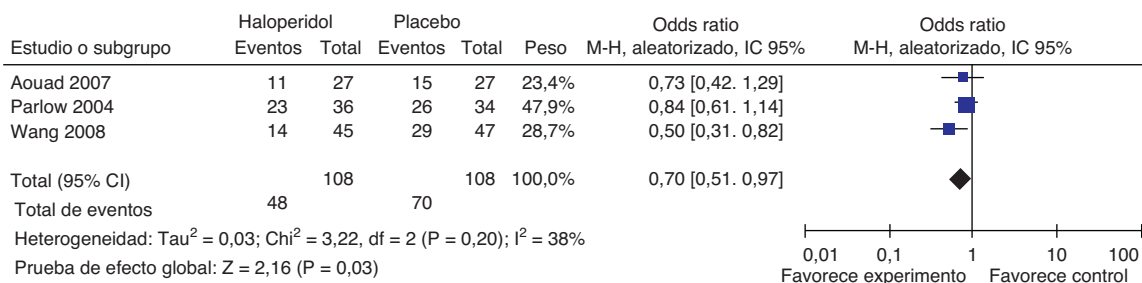 Haloperidol Placebo Odds ratio Odds ratio
Estudio o subgrupo Eventos Total Eventos Total Peso M-H, aleatorizado, IC 95% M-H, aleatorizado, IC 95%
Aouad 2007 11 27 15 27 23,4% 0,73 [0,42. 1,29]
Parlow 2004 23 36 26 34 47,9% 0,84 [0,61. 1,14]
Wang 2008 14 45 29 47 28,7% 0,50 [0,31. 0,82]
Total (95% CI) 108 108 100,0% 0,70 [0,51. 0,97]
Total de eventos 48 70
Heterogeneidad: Tau² = 0,03; Chi² = 3,22, df = 2 (P = 0,20); I² = 38%
Prueba de efecto global: Z = 2,16 (P = 0,03)
0,01 0,1 1 10 100
Favorece experimento Favorece control